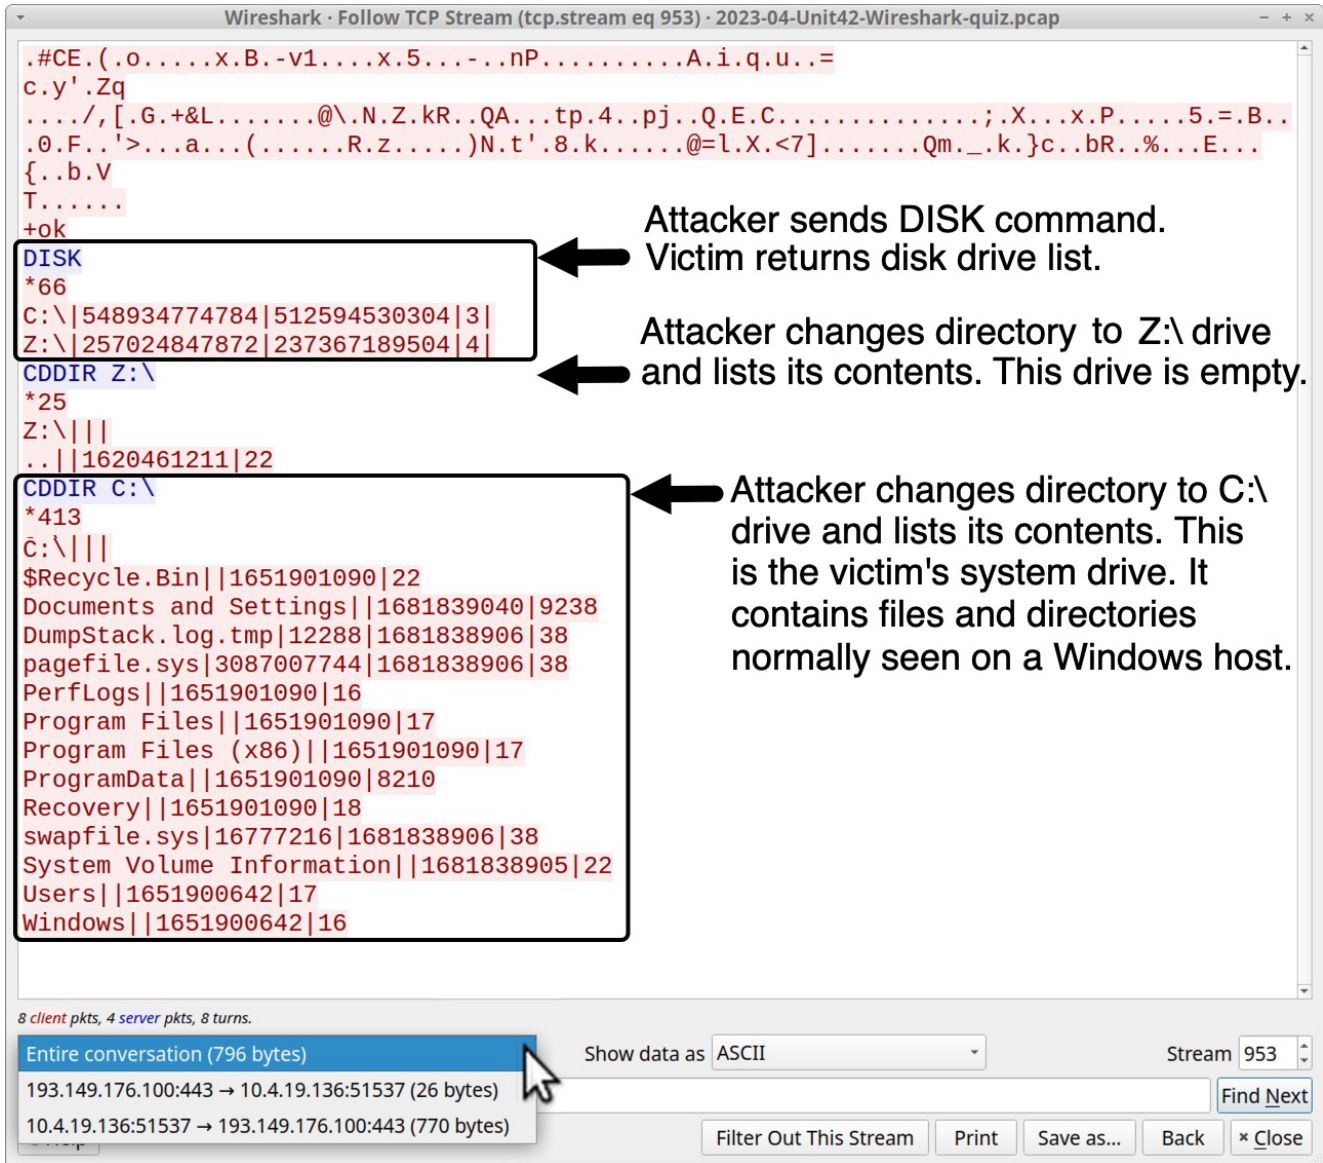 Wireshark · Follow TCP Stream (tcp.stream eq 953) · 2023-04-Unit42-Wireshark-quiz.pcap
.#CE.(.o.....x.B.-v1....x.5...-..nP..........A.i.q.u..=
c.y'.Zq
..../,[.G.+&L.......@\.N.Z.kR..QA...tp.4..pj..Q.E.C..............;.X...x.P.....5.=.B..
.0.F..'>...a...(......R.z.....)N.t'.8.k......@=l.X.<7].......Qm._.k.}c..bR..%...E...
{..b.V
T......
+ok
DISK
*66
C:\|548934774784|512594530304|3|
Z:\|257024847872|237367189504|4|
CDDIR Z:\
*25
Z:\|||
..||1620461211|22
CDDIR C:\
*413
C:\|||
$Recycle.Bin||1651901090|22
Documents and Settings||1681839040|9238
DumpStack.log.tmp|12288|1681838906|38
pagefile.sys|3087007744|1681838906|38
PerfLogs||1651901090|16
Program Files||1651901090|17
Program Files (x86)||1651901090|17
ProgramData||1651901090|8210
Recovery||1651901090|18
swapfile.sys|16777216|1681838906|38
System Volume Information||1681838905|22
Users||1651900642|17
Windows||1651900642|16
Attacker sends DISK command.
Victim returns disk drive list.
Attacker changes directory to Z:\ drive
and lists its contents. This drive is empty.
Attacker changes directory to C:\
drive and lists its contents. This
is the victim's system drive. It
contains files and directories
normally seen on a Windows host.
8 client pkts, 4 server pkts, 8 turns.
Entire conversation (796 bytes)
193.149.176.100:443 → 10.4.19.136:51537 (26 bytes)
10.4.19.136:51537 → 193.149.176.100:443 (770 bytes)
Show data as ASCII
Stream 953
Find Next
Filter Out This Stream
Print
Save as...
Back
× Close